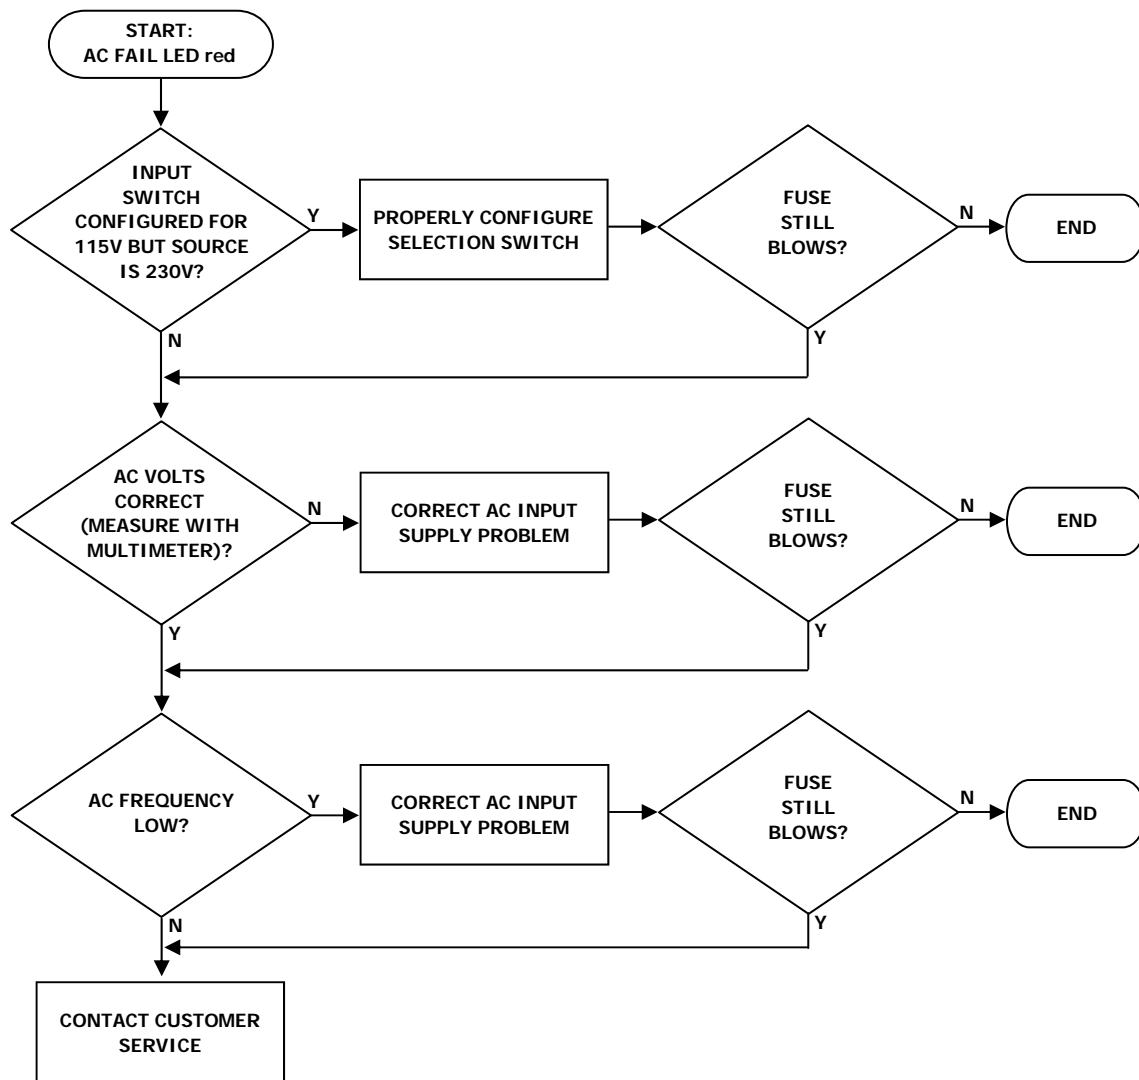 START:
AC FAIL LED red
INPUT
SWITCH
CONFIGURED FOR
115V BUT SOURCE
IS 230V?
Y
PROPERLY CONFIGURE
SELECTION SWITCH
FUSE
STILL
BLOWS?
N
END
N
Y
AC VOLTS
CORRECT
(MEASURE WITH
MULTIMETER)?
N
CORRECT AC INPUT
SUPPLY PROBLEM
FUSE
STILL
BLOWS?
N
END
Y
Y
AC FREQUENCY
LOW?
Y
CORRECT AC INPUT
SUPPLY PROBLEM
FUSE
STILL
BLOWS?
N
END
N
Y
CONTACT CUSTOMER
SERVICE